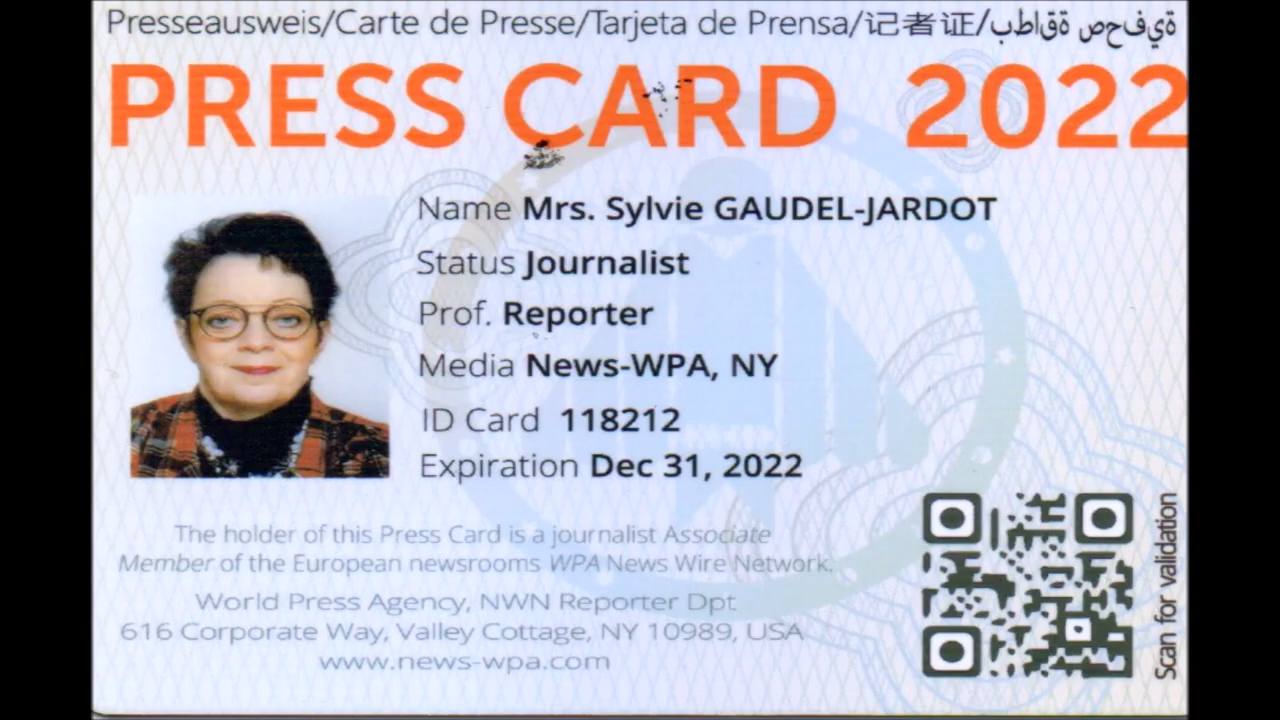 Presseausweis/Carte de Presse/Tarjeta de Prensa/记者证/ةيفحص ةقاطب
PRESS CARD 2022
Name Mrs. Sylvie GAUDEL-JARDOT
Status Journalist
Prof. Reporter
Media News-WPA, NY
ID Card 118212
Expiration Dec 31, 2022
The holder of this Press Card is a journalist Associate
Member of the European newsrooms WPA News Wire Network.
World Press Agency, NWN Reporter Dpt
616 Corporate Way, Valley Cottage, NY 10989, USA
www.news-wpa.com
Scan for validation